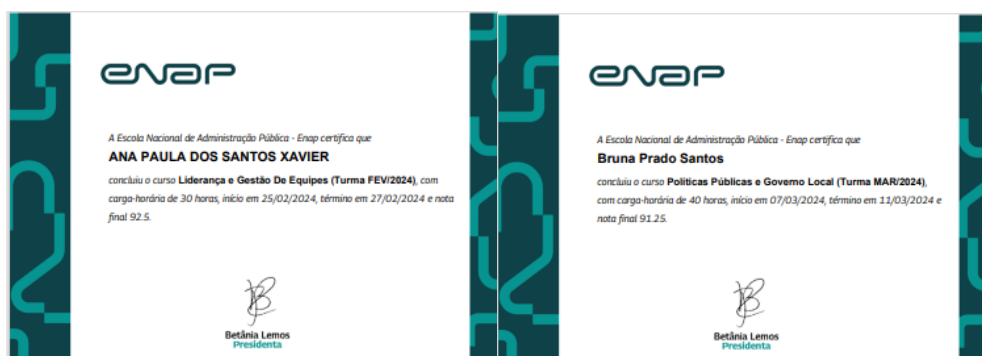 enap
A Escola Nacional de Administração Pública - Enap certifica que
ANA PAULA DOS SANTOS XAVIER
concluiu o curso Liderança e Gestão De Equipes (Turma FEV/2024), com
carga-horária de 30 horas, início em 25/02/2024, término em 27/02/2024 e nota
final 92.5.
Betânia Lemos
Presidenta
enap
A Escola Nacional de Administração Pública - Enap certifica que
Bruna Prado Santos
concluiu o curso Políticas Públicas e Governo Local (Turma MAR/2024),
com carga-horária de 40 horas, início em 07/03/2024, término em 11/03/2024 e
nota final 91.25.
Betânia Lemos
Presidenta